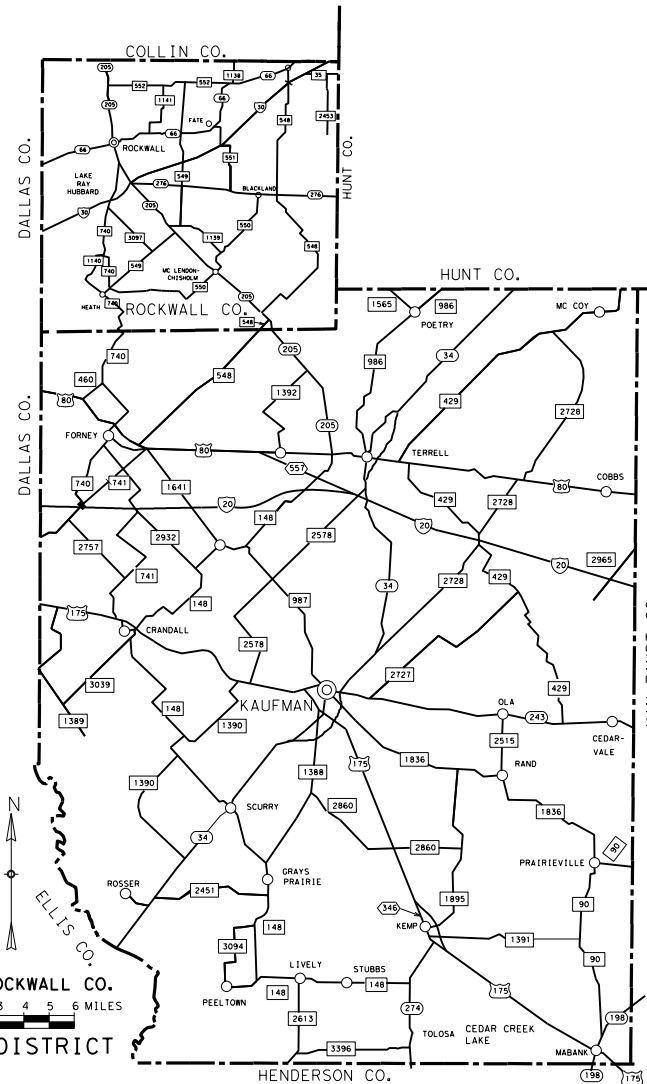 COLLIN CO.
205
1138
66
35
552
552
1141
205
66
30
2453
FATE
548
66
66
ROCKWALL
551
DALLAS CO.
LAKE
RAY
HUBBARD
549
HUNT CO.
276
BLACKLAND
276
205
30
740
3097
1139
550
549
548
1140
740
MC LENDON-
CHISHOLM
550
HEATH
740
ROCKWALL CO.
205
548
HUNT CO.
1565
986
MC COY
POETRY
740
205
34
986
460
548
1392
429
2728
80
DALLAS CO.
205
FORNEY
80
TERRELL
557
COBBS
740
741
1641
429
80
20
148
2728
2757
2932
2578
20
741
2965
20
34
2728
429
148
987
175
CRANDALL
2578
2727
3039
429
148
KAUFMAN
OLA
1389
1390
243
2515
CEDAR-
VALE
175
1836
RAND
1388
1390
2860
SCURRY
1836
34
2860
PRAIRIEVILLE
90
N
GRAYS
PRAIRIE
ROSSER
2451
1895
90
346
ELLIS CO.
148
KEMP
1391
3094
90
LIVELY
STUBBS
OCKWALL CO.
148
148
175
PEELTOWN
3 4 5 6 MILES
274
2613
198
TOLOSA
CEDAR CREEK
LAKE
DISTRICT
3396
MABANK
HENDERSON CO.
198
175